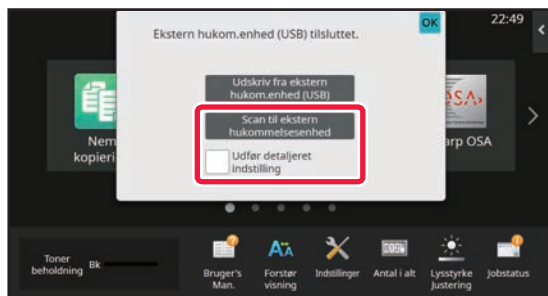 22:49
Ekstern hukom.enhed (USB) tilsluttet.
OK
Udskriv fra ekstern
hukom.enhed (USB)
Scan til ekstern
hukommelsesenhed
Udfør detaljeret
indstilling
Nem
kopieri
arp OSA
Toner
beholdning
Bk
Bruger's
Man.
Forstør
visning
Indstillinger
Antal i alt
Lysstyrke
Justering
Jobstatus